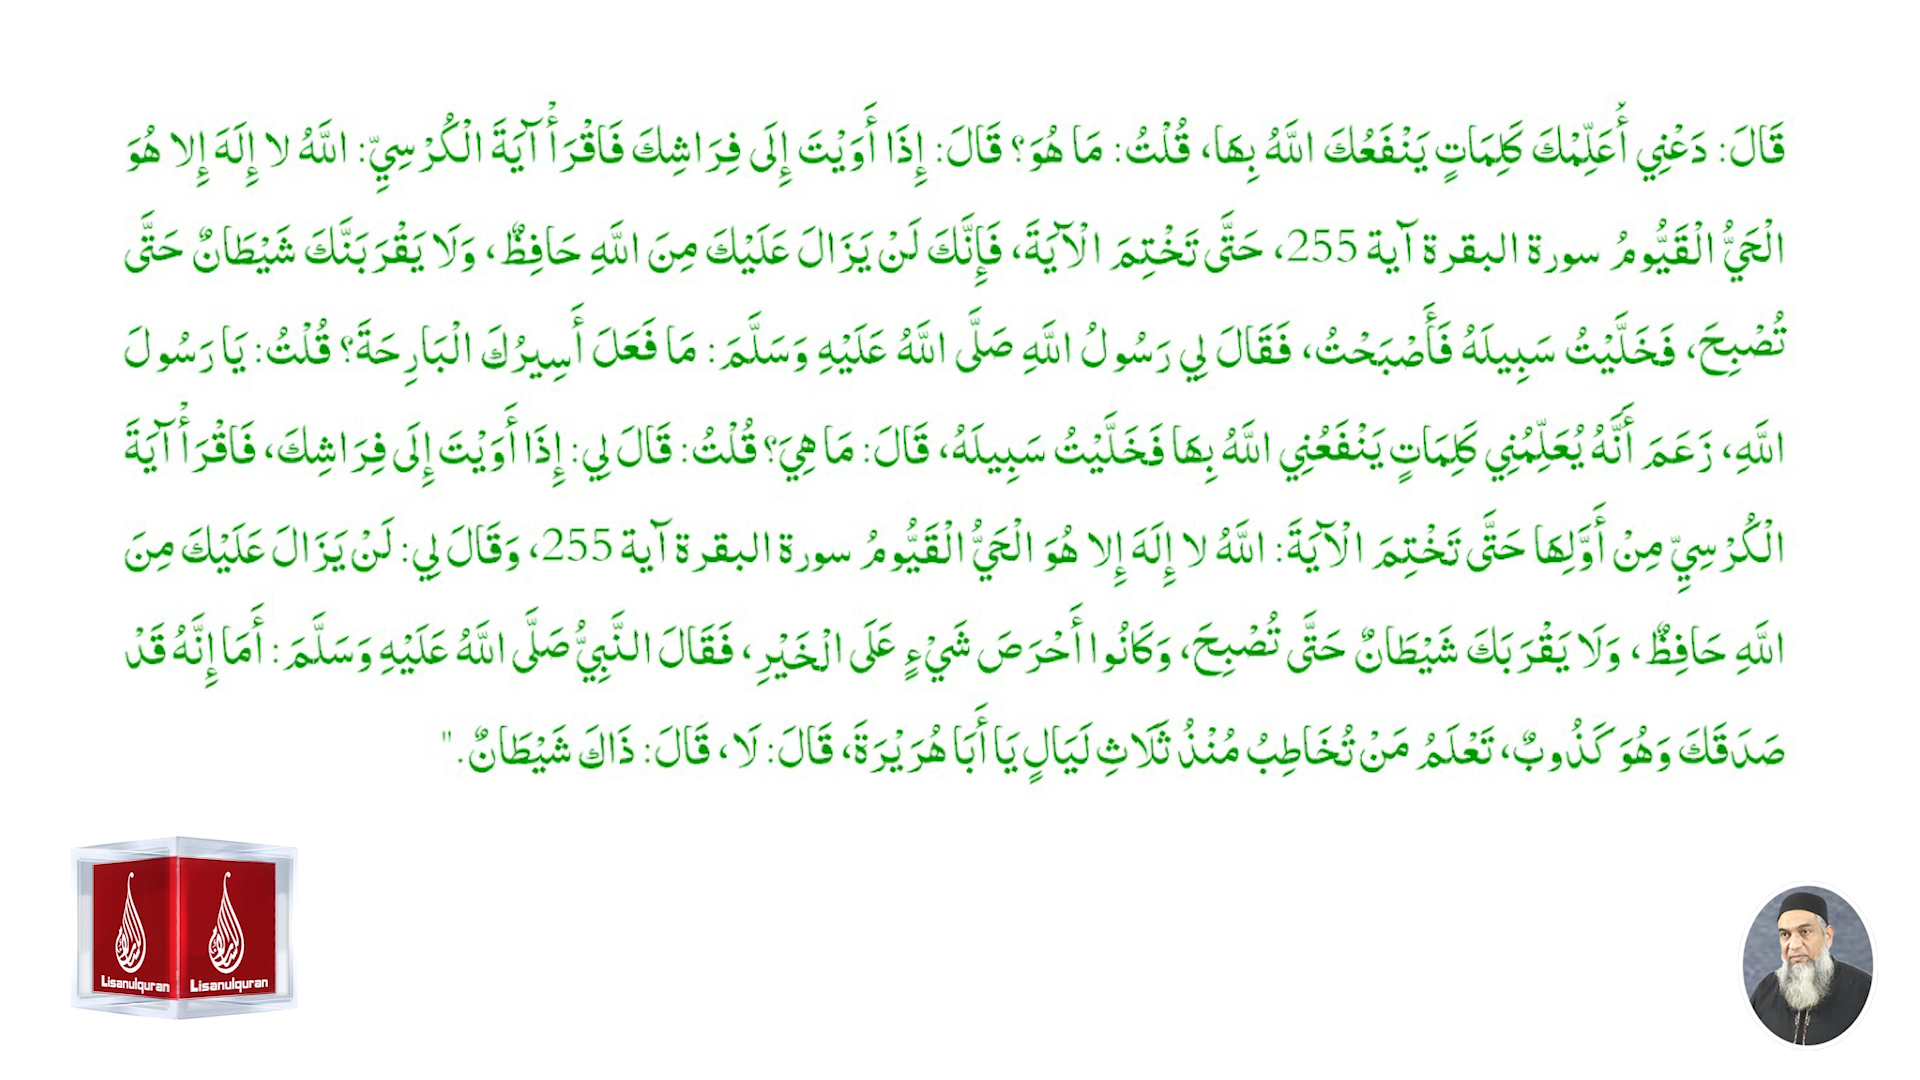 قَالَ: دَعْنِي أُعَلِّمْكَ كَلِمَاتٍ يَنْفَعُكَ اللَّهُ بِهَا، قُلْتُ: مَا هُوَ؟ قَالَ: إِذَا أَوَيْتَ إِلَى فِرَاشِكَ فَاقْرَأْ آيَةَ الْكُرْسِيِّ: اللَّهُ لا إِلَهَ إِلا هُوَ
الْحَيُّ الْقَيُّومُ سورة البقرة آية 255، حَتَّى تَخْتِمَ الْآيَةَ، فَإِنَّكَ لَنْ يَزَالَ عَلَيْكَ مِنَ اللَّهِ حَافِظٌ، وَلَا يَقْرَبَنَّكَ شَيْطَانٌ حَتَّى
تُصْبِحَ، فَخَلَّيْتُ سَبِيلَهُ فَأَصْبَحْتُ، فَقَالَ لِي رَسُولُ اللَّهِ صَلَّى اللَّهُ عَلَيْهِ وَسَلَّمَ: مَا فَعَلَ أَسِيرُكَ الْبَارِحَةَ؟ قُلْتُ: يَا رَسُولَ
اللَّهِ، زَعَمَ أَنَّهُ يُعَلِّمُنِي كَلِمَاتٍ يَنْفَعُنِي اللَّهُ بِهَا فَخَلَّيْتُ سَبِيلَهُ، قَالَ: مَا هِيَ؟ قُلْتُ: قَالَ لِي: إِذَا أَوَيْتَ إِلَى فِرَاشِكَ، فَاقْرَأْ آيَةَ
الْكُرْسِيِّ مِنْ أَوَّلِهَا حَتَّى تَخْتِمَ الْآيَةَ: اللَّهُ لا إِلَهَ إِلا هُوَ الْحَيُّ الْقَيُّومُ سورة البقرة آية 255، وَقَالَ لِي: لَنْ يَزَالَ عَلَيْكَ مِنَ
اللَّهِ حَافِظٌ، وَلَا يَقْرَبَكَ شَيْطَانٌ حَتَّى تُصْبِحَ، وَكَانُوا أَحْرَصَ شَيْءٍ عَلَى الْخَيْرِ، فَقَالَ النَّبِيُّ صَلَّى اللَّهُ عَلَيْهِ وَسَلَّمَ: أَمَا إِنَّهُ قَدْ
صَدَقَكَ وَهُوَ كَذُوبٌ، تَعْلَمُ مَنْ تُخَاطِبُ مُنْذُ ثَلَاثِ لَيَالٍ يَا أَبَا هُرَيْرَةَ، قَالَ: لَا، قَالَ: ذَاكَ شَيْطَانٌ."
Lisanulquran Lisanulquran